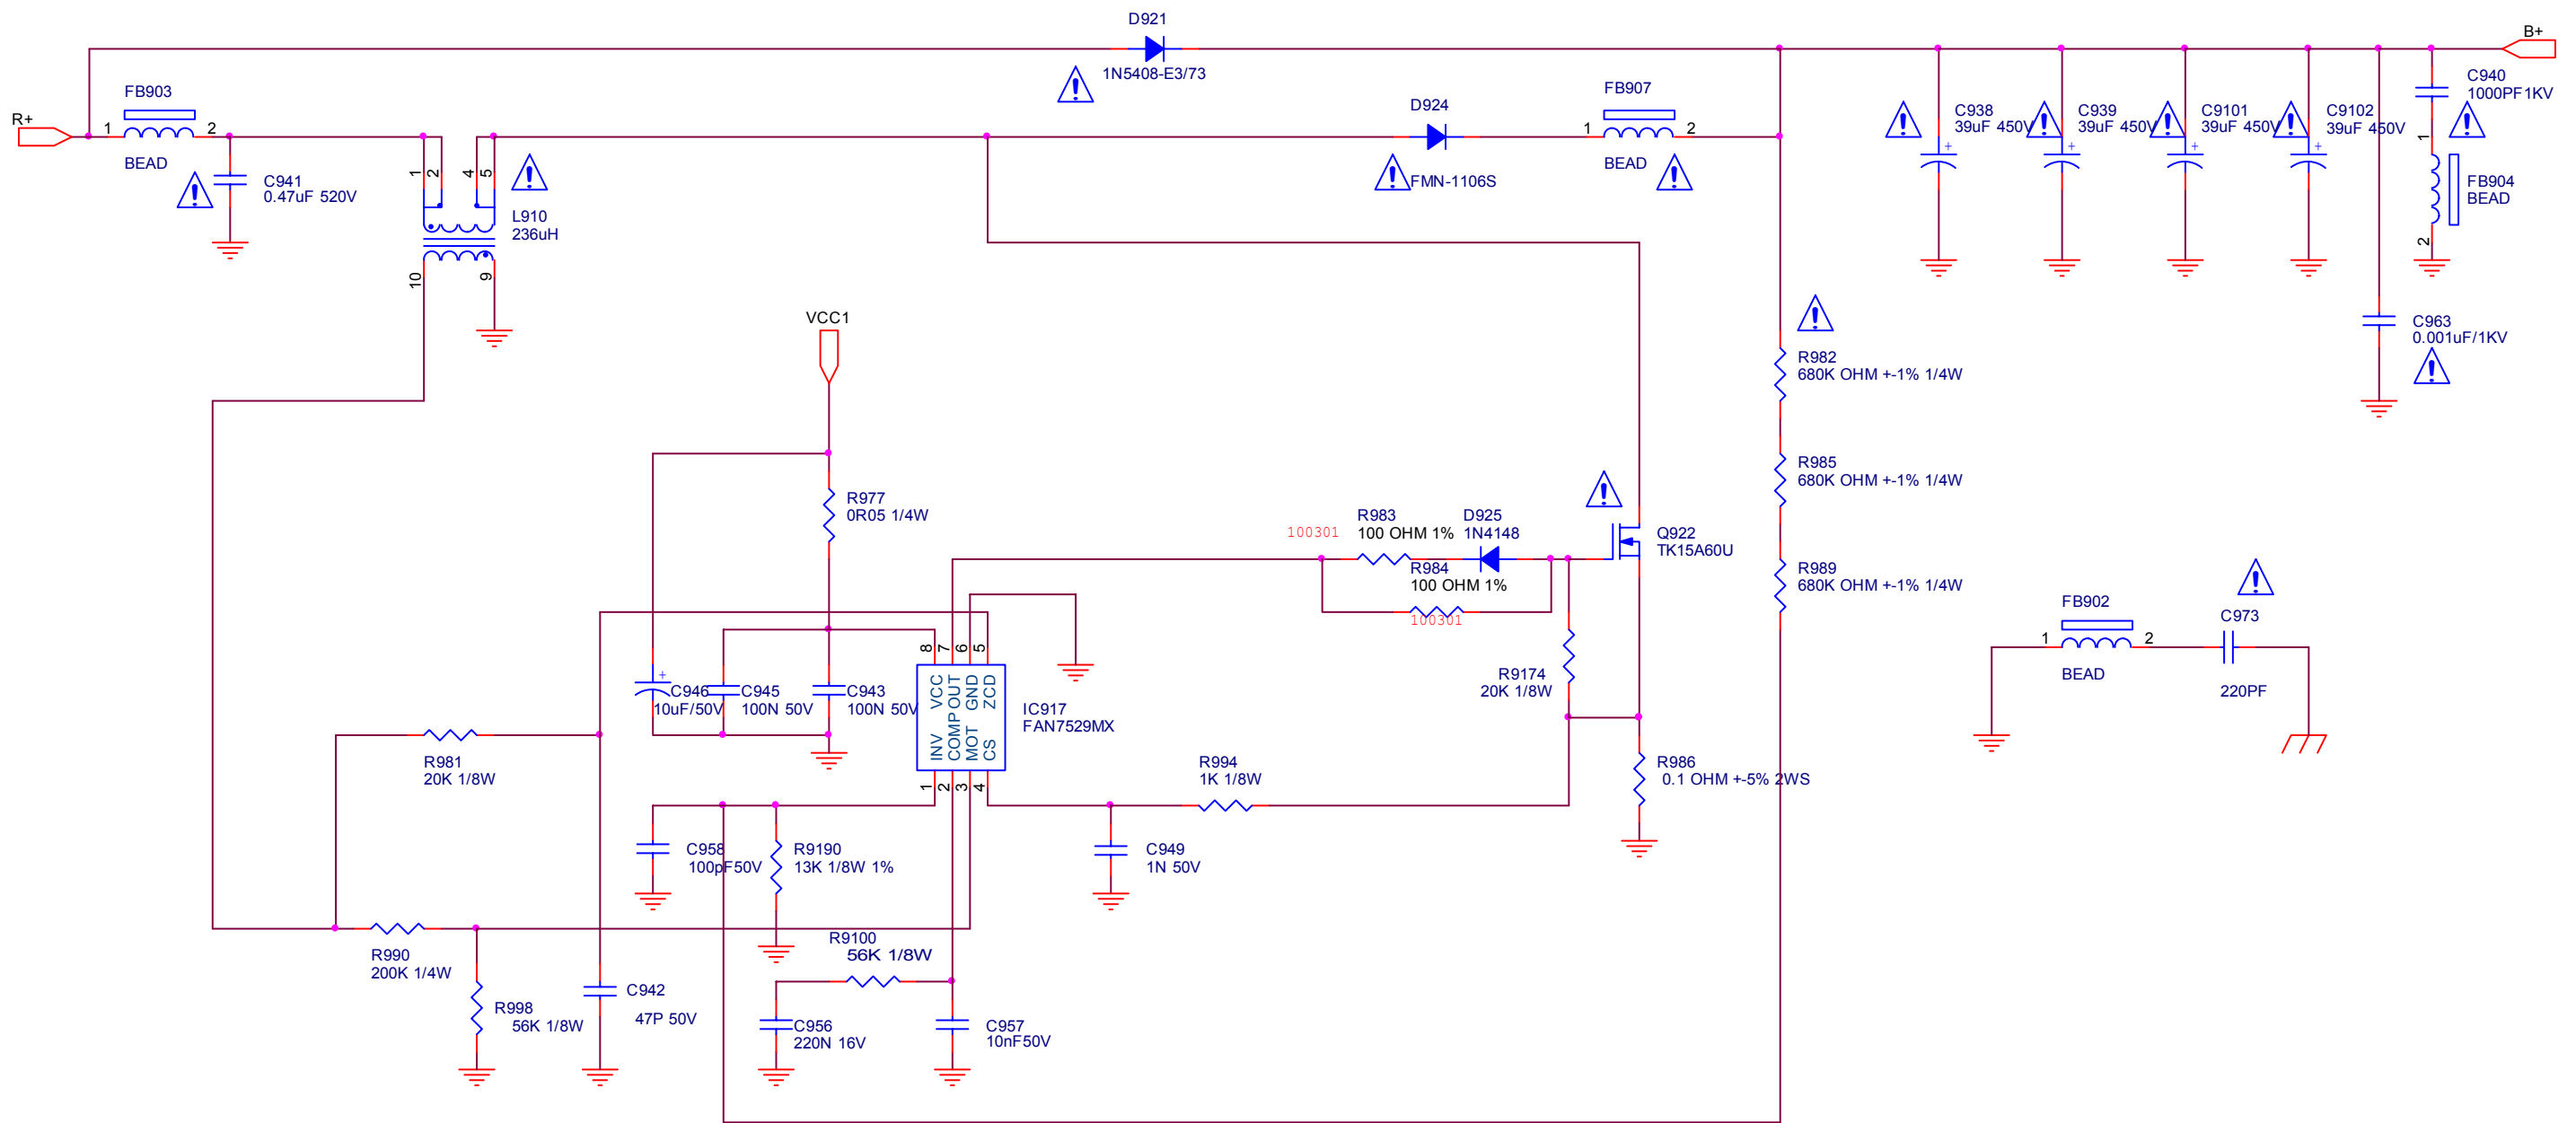 D921
1N5408-E3/73
B+
R+
FB903
1
2
BEAD
C941
0.47uF 520V
1
2
4
5
L910
236uH
10
9
D924
FMN-1106S
FB907
1
2
BEAD
C938
39uF 450V
C939
39uF 450V
C9101
39uF 450V
C9102
39uF 450V
C940
1000PF1KV
1
FB904
BEAD
2
C963
0.001uF/1KV
VCC1
R977
0R05 1/4W
R982
680K OHM +-1% 1/4W
R985
680K OHM +-1% 1/4W
R989
680K OHM +-1% 1/4W
100301
R983
100 OHM 1%
D925
1N4148
R984
100 OHM 1%
100301
Q922
TK15A60U
R9174
20K 1/8W
FB902
1
2
BEAD
C973
220PF
C946
10uF/50V
C945
100N 50V
C943
100N 50V
8
7
6
5
VCC
OUT
GND
ZCD
INV
COMP
MOT
CS
1
2
3
4
IC917
FAN7529MX
R981
20K 1/8W
R994
1K 1/8W
R986
0.1 OHM +-5% 2WS
C958
100pF50V
R9190
13K 1/8W 1%
C949
1N 50V
R990
200K 1/4W
R9100
56K 1/8W
R998
56K 1/8W
C942
47P 50V
C956
220N 16V
C957
10nF50V